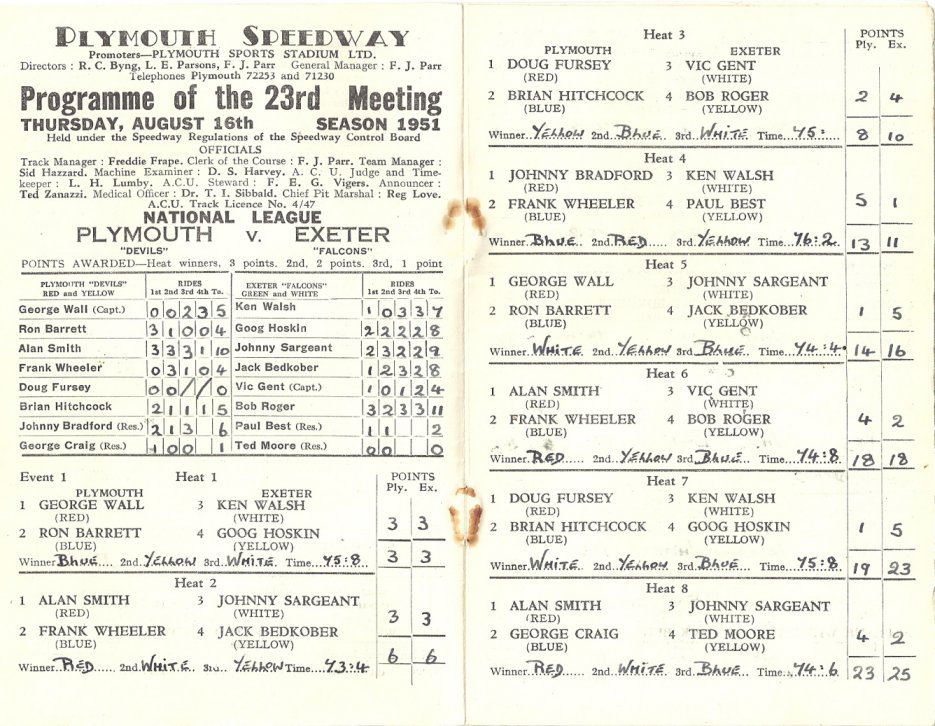 PLYMOUTH SPEEDWAY
Promoters—PLYMOUTH SPORTS STADIUM LTD.
Directors : R. C. Byng, L. E. Parsons, F. J. Parr General Manager : F. J. Parr
Telephones Plymouth 72253 and 71230
Programme of the 23rd Meeting
THURSDAY, AUGUST 16th SEASON 1951
Held under the Speedway Regulations of the Speedway Control Board
OFFICIALS
Track Manager : Freddie Frape. Clerk of the Course : F. J. Parr. Team Manager :
Sid Hazzard. Machine Examiner : D. S. Harvey. A. C. U. Judge and Time-
keeper : L. H. Lumby. A.C.U. Steward : F. E. G. Vigers. Announcer :
Ted Zanazzi. Medical Officer : Dr. T. I. Sibbald. Chief Pit Marshal : Reg Love.
A.C.U. Track Licence No. 4/47
NATIONAL LEAGUE
PLYMOUTH v. EXETER
"DEVILS" "FALCONS"
POINTS AWARDED—Heat winners, 3 points. 2nd, 2 points. 3rd, 1 point
PLYMOUTH "DEVILS" RIDES EXETER "FALCONS" RIDES
RED and YELLOW 1st 2nd 3rd 4th To. GREEN and WHITE 1st 2nd 3rd 4th To.
George Wall (Capt.) 0 0 2 3 5 Ken Walsh 1 0 3 3 7
Ron Barrett 3 1 0 0 4 Goog Hoskin 2 2 2 2 8
Alan Smith 3 3 3 1 10 Johnny Sargeant 2 3 2 2 9
Frank Wheeler 0 3 1 0 4 Jack Bedkober 1 2 3 2 8
Doug Fursey 0 0 / / 0 Vic Gent (Capt.) 1 0 1 2 4
Brian Hitchcock 2 1 1 1 5 Bob Roger 3 2 3 3 11
Johnny Bradford (Res.) 2 1 3 6 Paul Best (Res.) 1 1 2
George Craig (Res.) 1 0 0 1 Ted Moore (Res.) 0 0 0
Event 1 Heat 1 POINTS
PLYMOUTH EXETER Ply. Ex.
1 GEORGE WALL 3 KEN WALSH
(RED) (WHITE) 3 3
2 RON BARRETT 4 GOOG HOSKIN
(BLUE) (YELLOW)
Winner BLUE 2nd YELLOW 3rd WHITE Time 75:8 3 3
Heat 2
1 ALAN SMITH 3 JOHNNY SARGEANT
(RED) (WHITE) 3 3
2 FRANK WHEELER 4 JACK BEDKOBER
(BLUE) (YELLOW)
Winner RED 2nd WHITE 3rd YELLOW Time 73:4 6 6
Heat 3 POINTS
PLYMOUTH EXETER Ply. Ex.
1 DOUG FURSEY 3 VIC GENT
(RED) (WHITE)
2 BRIAN HITCHCOCK 4 BOB ROGER 2 4
(BLUE) (YELLOW)
Winner YELLOW 2nd BLUE 3rd WHITE Time 75: 8 10
Heat 4
1 JOHNNY BRADFORD 3 KEN WALSH
(RED) (WHITE)
2 FRANK WHEELER 4 PAUL BEST 5 1
(BLUE) (YELLOW)
Winner BLUE 2nd RED 3rd YELLOW Time 76:2 13 11
Heat 5
1 GEORGE WALL 3 JOHNNY SARGEANT
(RED) (WHITE)
2 RON BARRETT 4 JACK BEDKOBER 1 5
(BLUE) (YELLOW)
Winner WHITE 2nd YELLOW 3rd BLUE Time 74:4 14 16
Heat 6
1 ALAN SMITH 3 VIC GENT
(RED) (WHITE)
2 FRANK WHEELER 4 BOB ROGER 4 2
(BLUE) (YELLOW)
Winner RED 2nd YELLOW 3rd BLUE Time 74:8 18 18
Heat 7
1 DOUG FURSEY 3 KEN WALSH
(RED) (WHITE)
2 BRIAN HITCHCOCK 4 GOOG HOSKIN 1 5
(BLUE) (YELLOW)
Winner WHITE 2nd YELLOW 3rd BLUE Time 75:8 19 23
Heat 8
1 ALAN SMITH 3 JOHNNY SARGEANT
(RED) (WHITE)
2 GEORGE CRAIG 4 TED MOORE 4 2
(BLUE) (YELLOW)
Winner RED 2nd WHITE 3rd BLUE Time 74:6 23 25